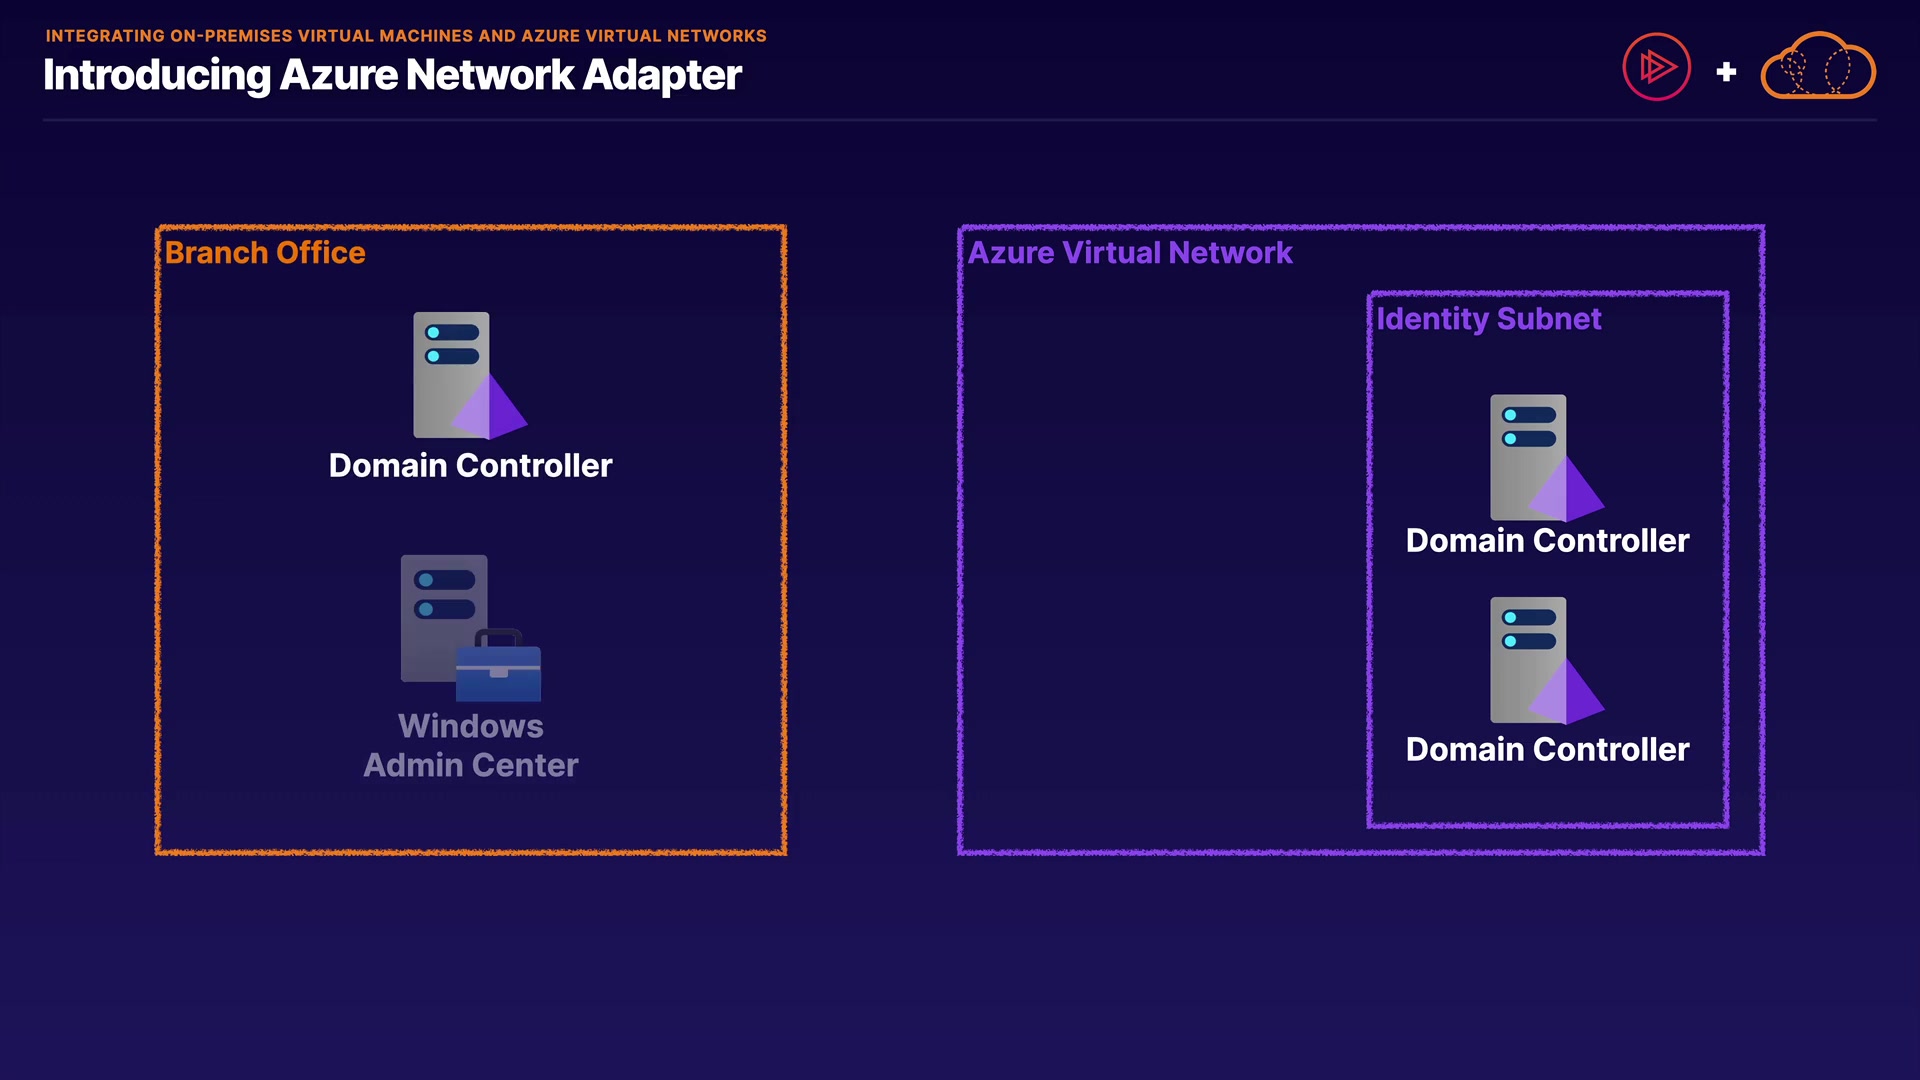 INTEGRATING ON-PREMISES VIRTUAL MACHINES AND AZURE VIRTUAL NETWORKS
Introducing Azure Network Adapter
Branch Office
Domain Controller
Windows
Admin Center
Azure Virtual Network
Identity Subnet
Domain Controller
Domain Controller